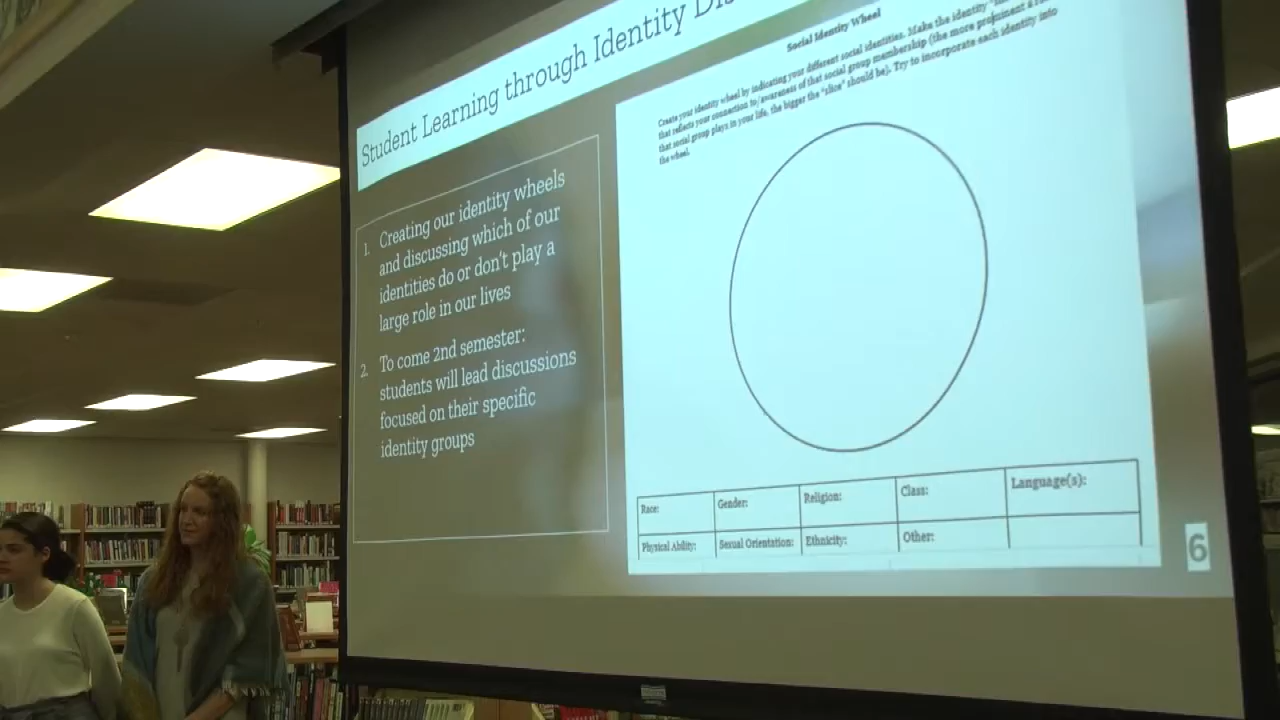 Student Learning through Identity
1. Creating our identity wheels
and discussing which of our
identities do or don't play a
large role in our lives
2. To come 2nd semester:
students will lead discussions
focused on their specific
identity groups
Social Identity Wheel
Create your identity wheel by indicating your different social identities. Make the identity
that reflects your connection to/awareness of that social group membership (the more prominent a
that social group plays in your life, the bigger the "slice" should be). Try to incorporate each identity into
the wheel.
Race: Gender: Religion: Class: Language(s):
Physical Ability: Sexual Orientation: Ethnicity: Other:
6